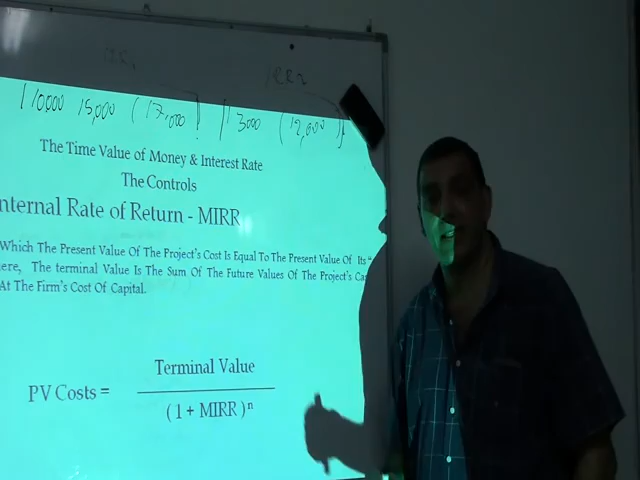 IRR1 IRR2
110,000 15,000 (17,000) 13000 (12,000)
The Time Value of Money & Interest Rate
The Controls
nternal Rate of Return - MIRR
Which The Present Value Of The Project's Cost Is Equal To The Present Value Of Its "
ere, The terminal Value Is The Sum Of The Future Values Of The Project's Ca
At The Firm's Cost Of Capital.
Terminal Value
PV Costs =
( 1 + MIRR )ⁿ